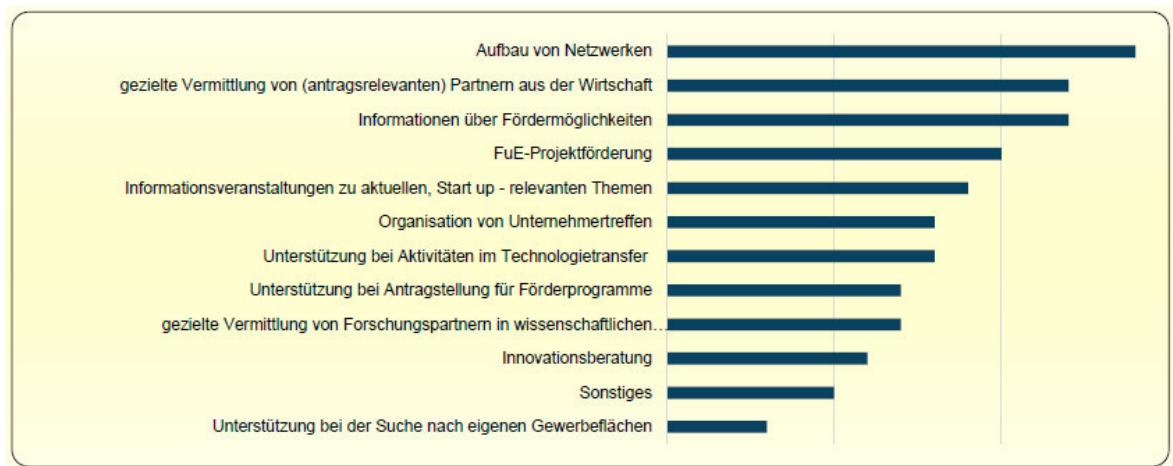 Aufbau von Netzwerken
gezielte Vermittlung von (antragsrelevanten) Partnern aus der Wirtschaft
Informationen über Fördermöglichkeiten
FuE-Projektförderung
Informationsveranstaltungen zu aktuellen, Start up - relevanten Themen
Organisation von Unternehmertreffen
Unterstützung bei Aktivitäten im Technologietransfer
Unterstützung bei Antragstellung für Förderprogramme
gezielte Vermittlung von Forschungspartnern in wissenschaftlichen…
Innovationsberatung
Sonstiges
Unterstützung bei der Suche nach eigenen Gewerbeflächen